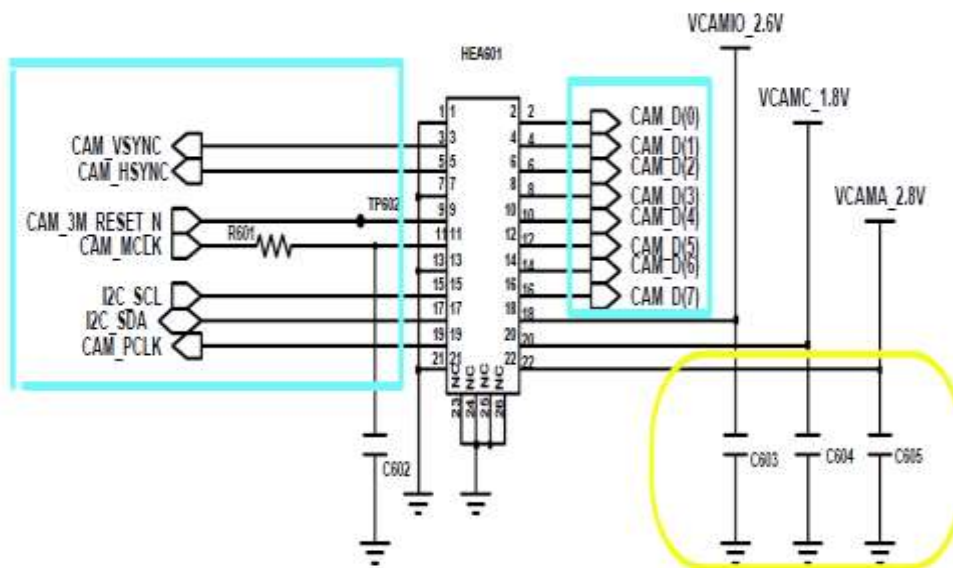 VCAMIO_2.6V
HEA601
VCAMC_1.8V
VCAMA_2.8V
CAM_VSYNC
CAM_HSYNC
CAM_3M_RESET_N
TP602
CAM_MCLK
R601
I2C_SCL
I2C_SDA
CAM_PCLK
1 1 2 2
3 3 4 4
5 5 6 6
7 7 8 8
9 9 10 10
11 11 12 12
13 13 14 14
15 15 16 16
17 17 18 18
19 19 20 20
21 21 22 22
NC NC NC NC
23 24 25 26
CAM_D(0)
CAM_D(1)
CAM_D(2)
CAM_D(3)
CAM_D(4)
CAM_D(5)
CAM_D(6)
CAM_D(7)
C602
C603
C604
C605